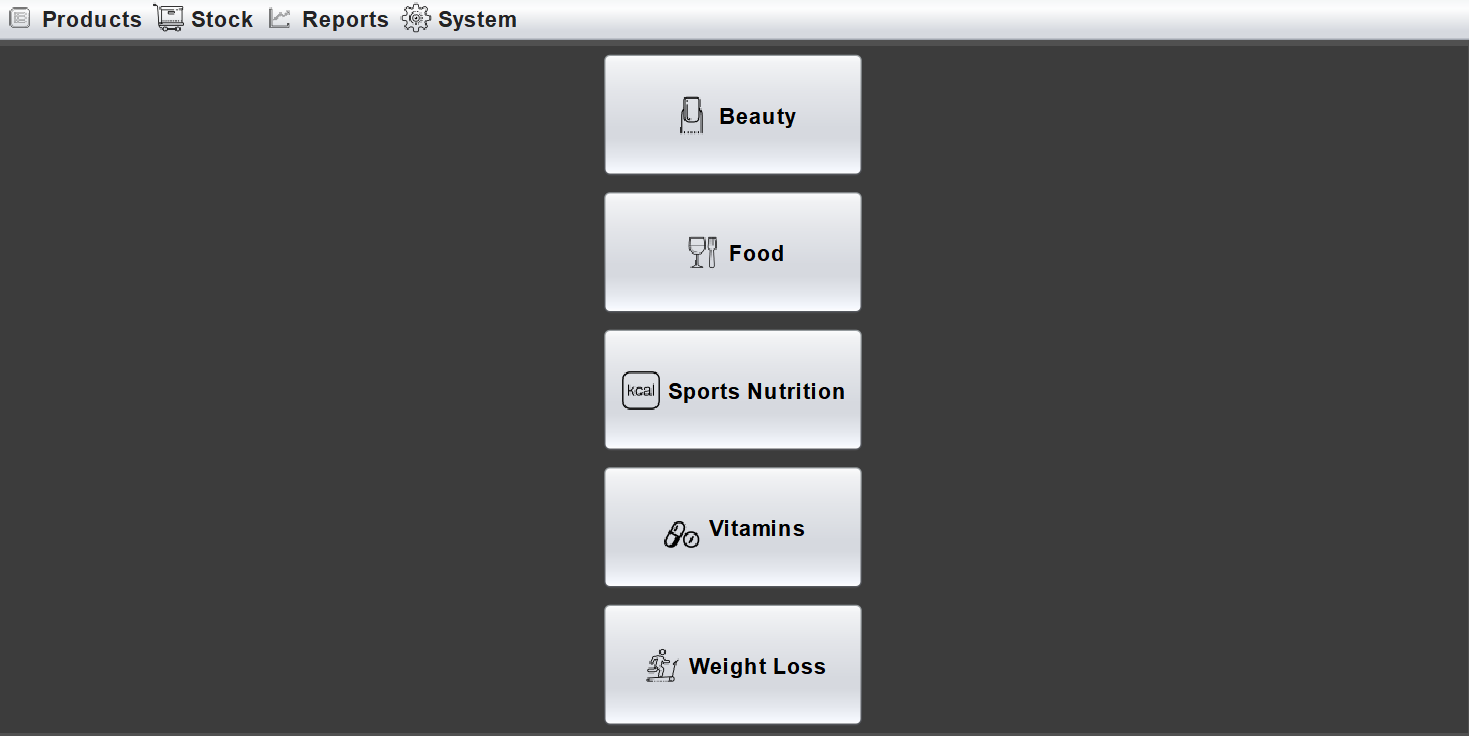 Products Stock Reports System
Beauty
Food
kcal Sports Nutrition
Vitamins
Weight Loss